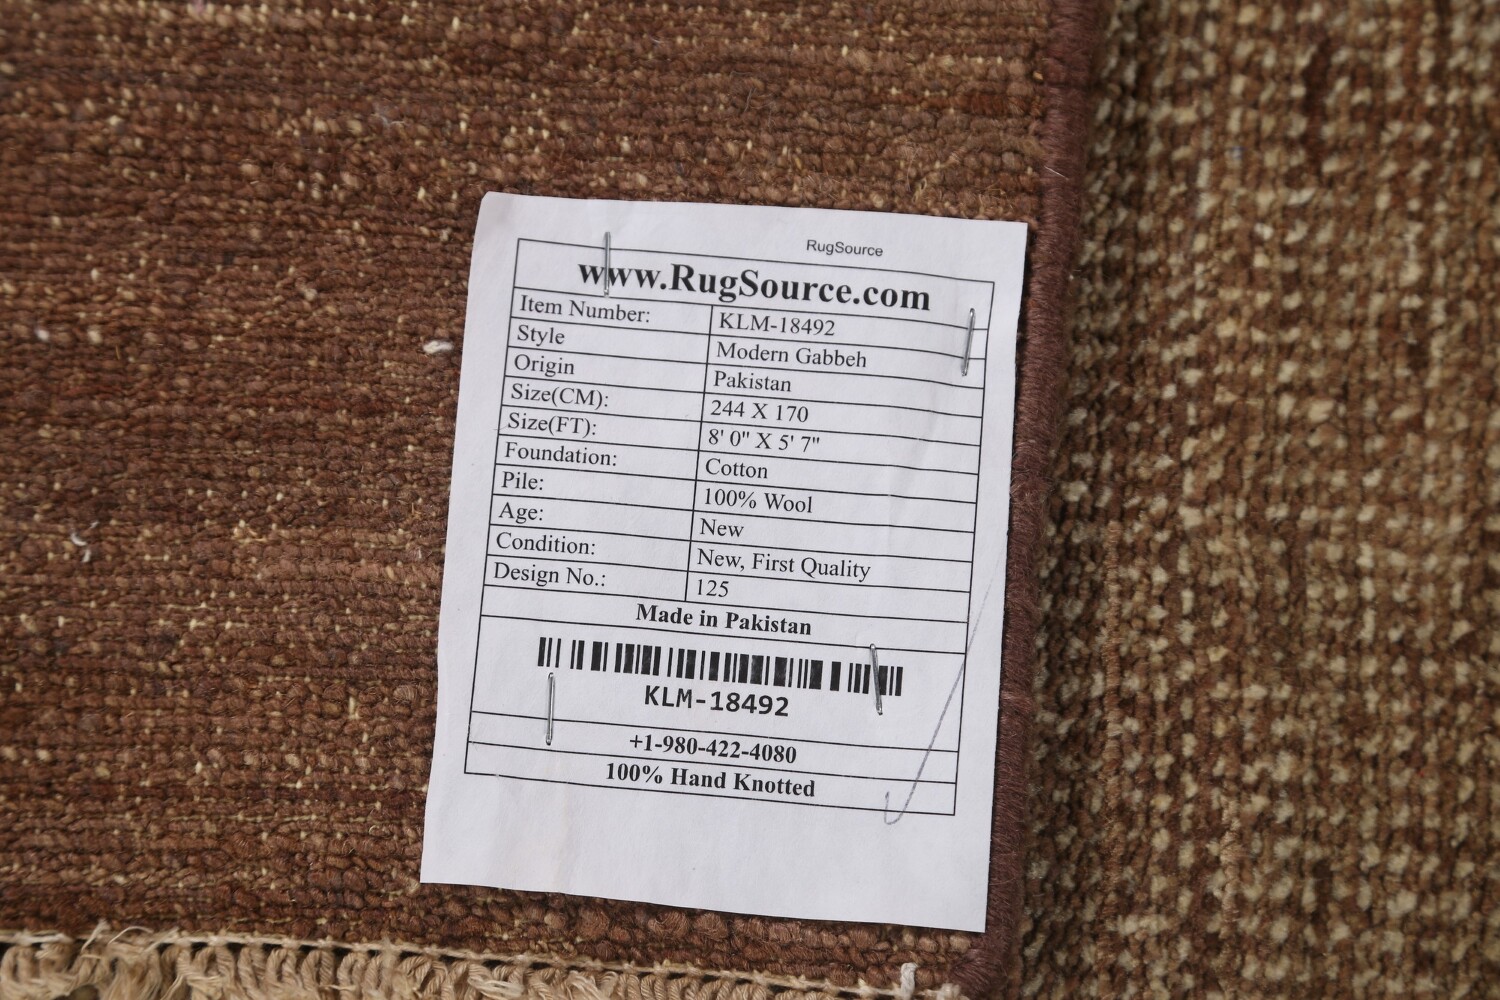 RugSource
www.RugSource.com
Item Number: KLM-18492
Style Modern Gabbeh
Origin Pakistan
Size(CM): 244 X 170
Size(FT): 8' 0" X 5' 7"
Foundation: Cotton
Pile: 100% Wool
Age: New
Condition: New, First Quality
Design No.: 125
Made in Pakistan
KLM-18492
+1-980-422-4080
100% Hand Knotted